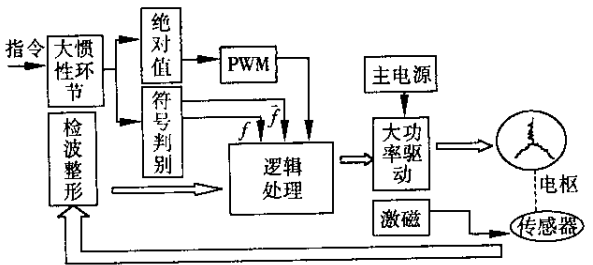 指令
大惯
性环
节
绝
对
值
PWM
主电源
检
波
整
形
符
号
判
别
f
f̄
逻辑
处理
大功
率驱
动
电枢
激磁
传感器